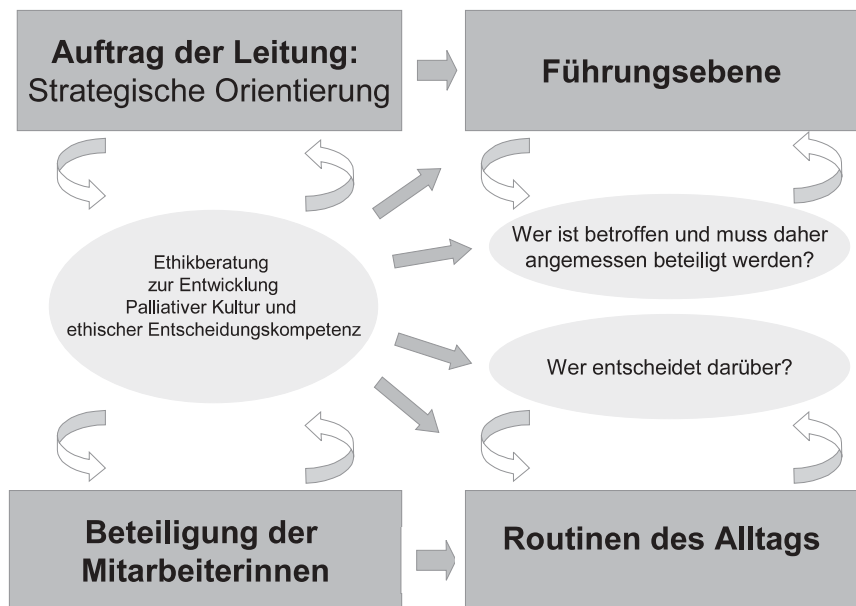 Auftrag der Leitung:
Strategische Orientierung
Führungsebene
Ethikberatung
zur Entwicklung
Palliativer Kultur und
ethischer Entscheidungskompetenz
Wer ist betroffen und muss daher
angemessen beteiligt werden?
Wer entscheidet darüber?
Beteiligung der
Mitarbeiterinnen
Routinen des Alltags